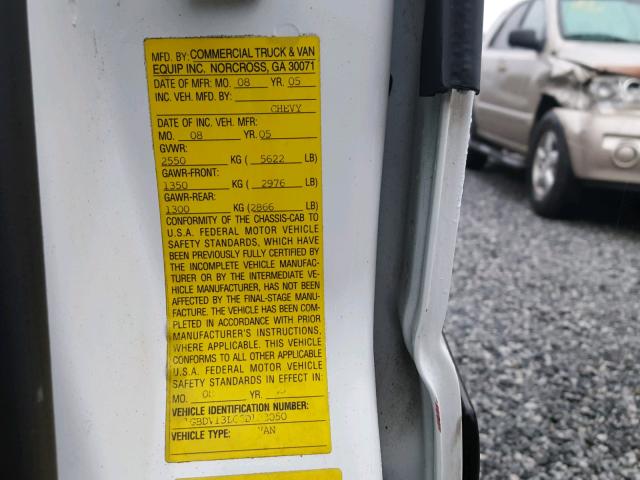 MFD. BY: COMMERCIAL TRUCK & VAN
EQUIP INC. NORCROSS, GA 30071
DATE OF MFR: MO. 08 YR. 05
INC. VEH. MFD. BY:
CHEVY
DATE OF INC. VEH. MFR:
MO. 08 YR. 05
GVWR:
2550 KG ( 5622 LB)
GAWR-FRONT:
1350 KG ( 2976 LB)
GAWR-REAR:
1300 KG (2866 LB)
CONFORMITY OF THE CHASSIS-CAB TO
U.S.A. FEDERAL MOTOR VEHICLE
SAFETY STANDARDS, WHICH HAVE
BEEN PREVIOUSLY FULLY CERTIFIED BY
THE INCOMPLETE VEHICLE MANUFAC-
TURER OR BY THE INTERMEDIATE VE-
HICLE MANUFACTURER, HAS NOT BEEN
AFFECTED BY THE FINAL-STAGE MANU-
FACTURE. THE VEHICLE HAS BEEN COM-
PLETED IN ACCORDANCE WITH PRIOR
MANUFACTURER'S INSTRUCTIONS,
WHERE APPLICABLE. THIS VEHICLE
CONFORMS TO ALL OTHER APPLICABLE
U.S.A. FEDERAL MOTOR VEHICLE
SAFETY STANDARDS IN EFFECT IN:
MO. 08 YR.
VEHICLE IDENTIFICATION NUMBER:
VEHICLE TYPE: VAN